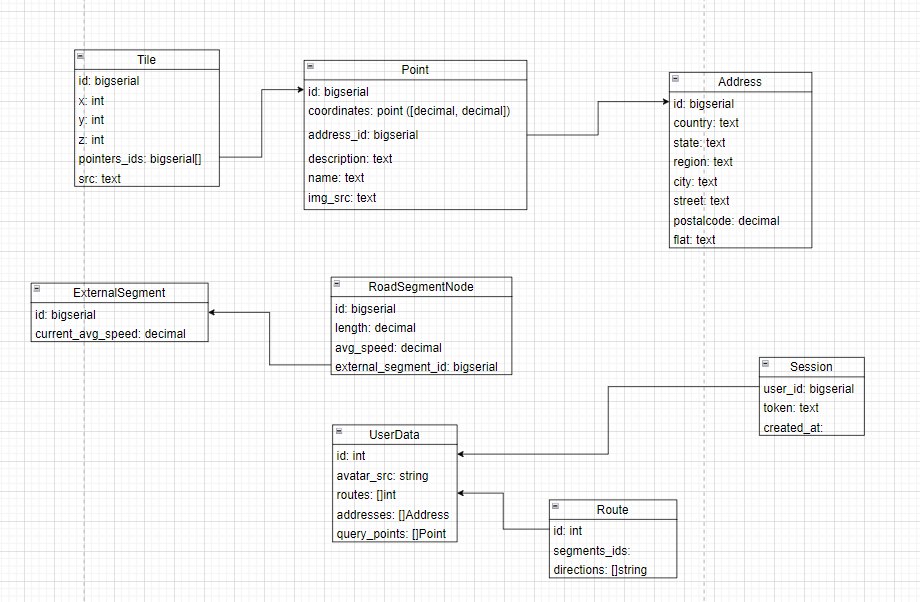 Tile
id: bigserial
x: int
y: int
z: int
pointers_ids: bigserial[]
src: text
Point
id: bigserial
coordinates: point ([decimal, decimal])
address_id: bigserial
description: text
name: text
img_src: text
Address
id: bigserial
country: text
state: text
region: text
city: text
street: text
postalcode: decimal
flat: text
ExternalSegment
id: bigserial
current_avg_speed: decimal
RoadSegmentNode
id: bigserial
length: decimal
avg_speed: decimal
external_segment_id: bigserial
Session
user_id: bigserial
token: text
created_at:
UserData
id: int
avatar_src: string
routes: []int
addresses: []Address
query_points: []Point
Route
id: int
segments_ids:
directions: []string